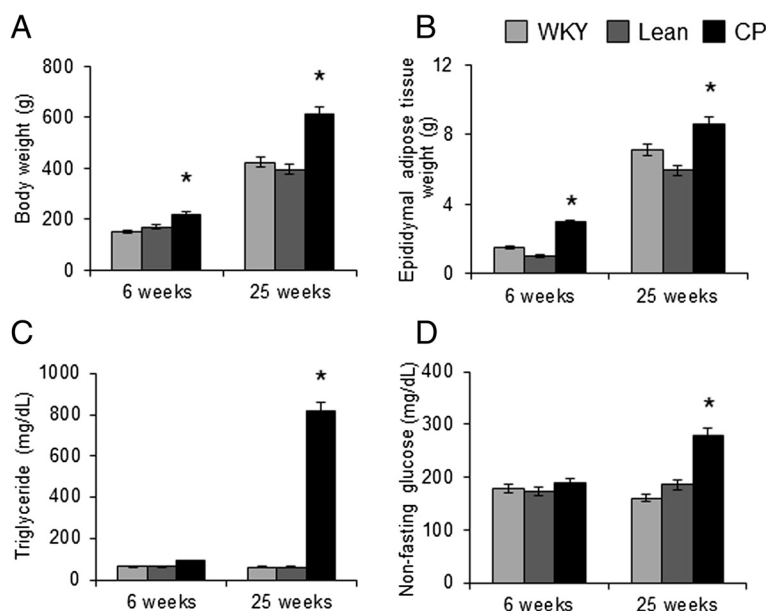 A
Body weight (g)
800
600
400
200
0
*
*
6 weeks
25 weeks
B
WKY Lean CP
Epididymal adipose tissue
weight (g)
12
8
4
0
*
*
6 weeks
25 weeks
C
Triglyceride (mg/dL)
1000
800
600
400
200
0
*
6 weeks
25 weeks
D
Non-fasting glucose (mg/dL)
400
300
200
100
0
*
6 weeks
25 weeks